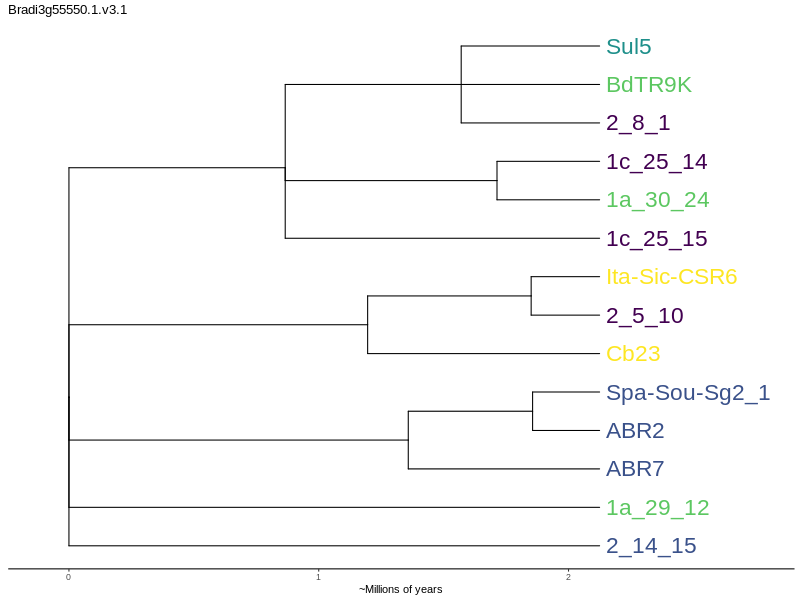 Bradi3g55550.1.v3.1
Sul5
BdTR9K
2_8_1
1c_25_14
1a_30_24
1c_25_15
Ita-Sic-CSR6
2_5_10
Cb23
Spa-Sou-Sg2_1
ABR2
ABR7
1a_29_12
2_14_15
0 1 2
~Millions of years